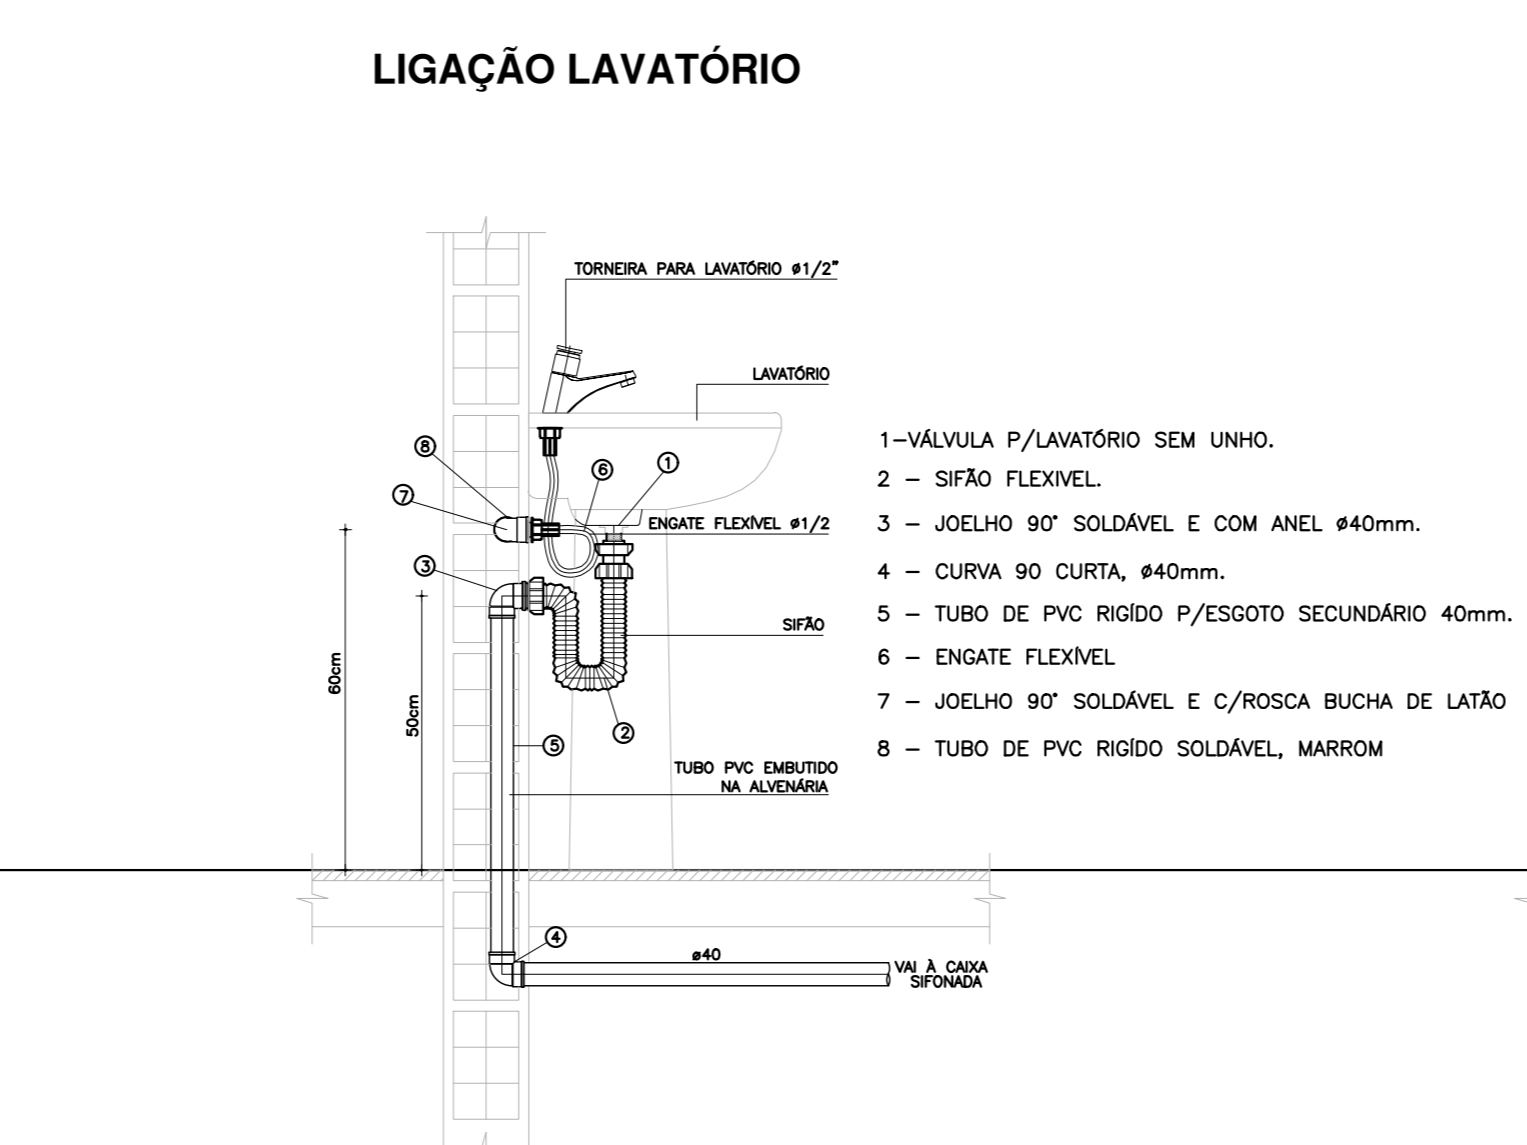 LIGAÇÃO LAVATÓRIO
TORNEIRA PARA LAVATÓRIO ø1/2"
LAVATÓRIO
8
7
6
1
ENGATE FLEXÍVEL ø1/2
3
SIFÃO
60cm
50cm
2
5
TUBO PVC EMBUTIDO
NA ALVENÁRIA
4
ø40
VAI À CAIXA
SIFONADA
1-VÁLVULA P/LAVATÓRIO SEM UNHO.
2 - SIFÃO FLEXIVEL.
3 - JOELHO 90° SOLDÁVEL E COM ANEL ø40mm.
4 - CURVA 90 CURTA, ø40mm.
5 - TUBO DE PVC RIGÍDO P/ESGOTO SECUNDÁRIO 40mm.
6 - ENGATE FLEXÍVEL
7 - JOELHO 90° SOLDÁVEL E C/ROSCA BUCHA DE LATÃO
8 - TUBO DE PVC RIGÍDO SOLDÁVEL, MARROM